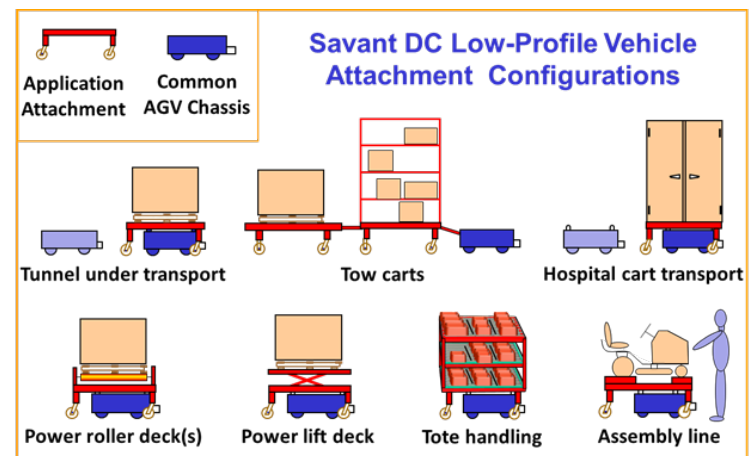 Savant DC Low-Profile Vehicle
Attachment Configurations
Application
Attachment
Common
AGV Chassis
Tunnel under transport
Tow carts
Hospital cart transport
Power roller deck(s)
Power lift deck
Tote handling
Assembly line